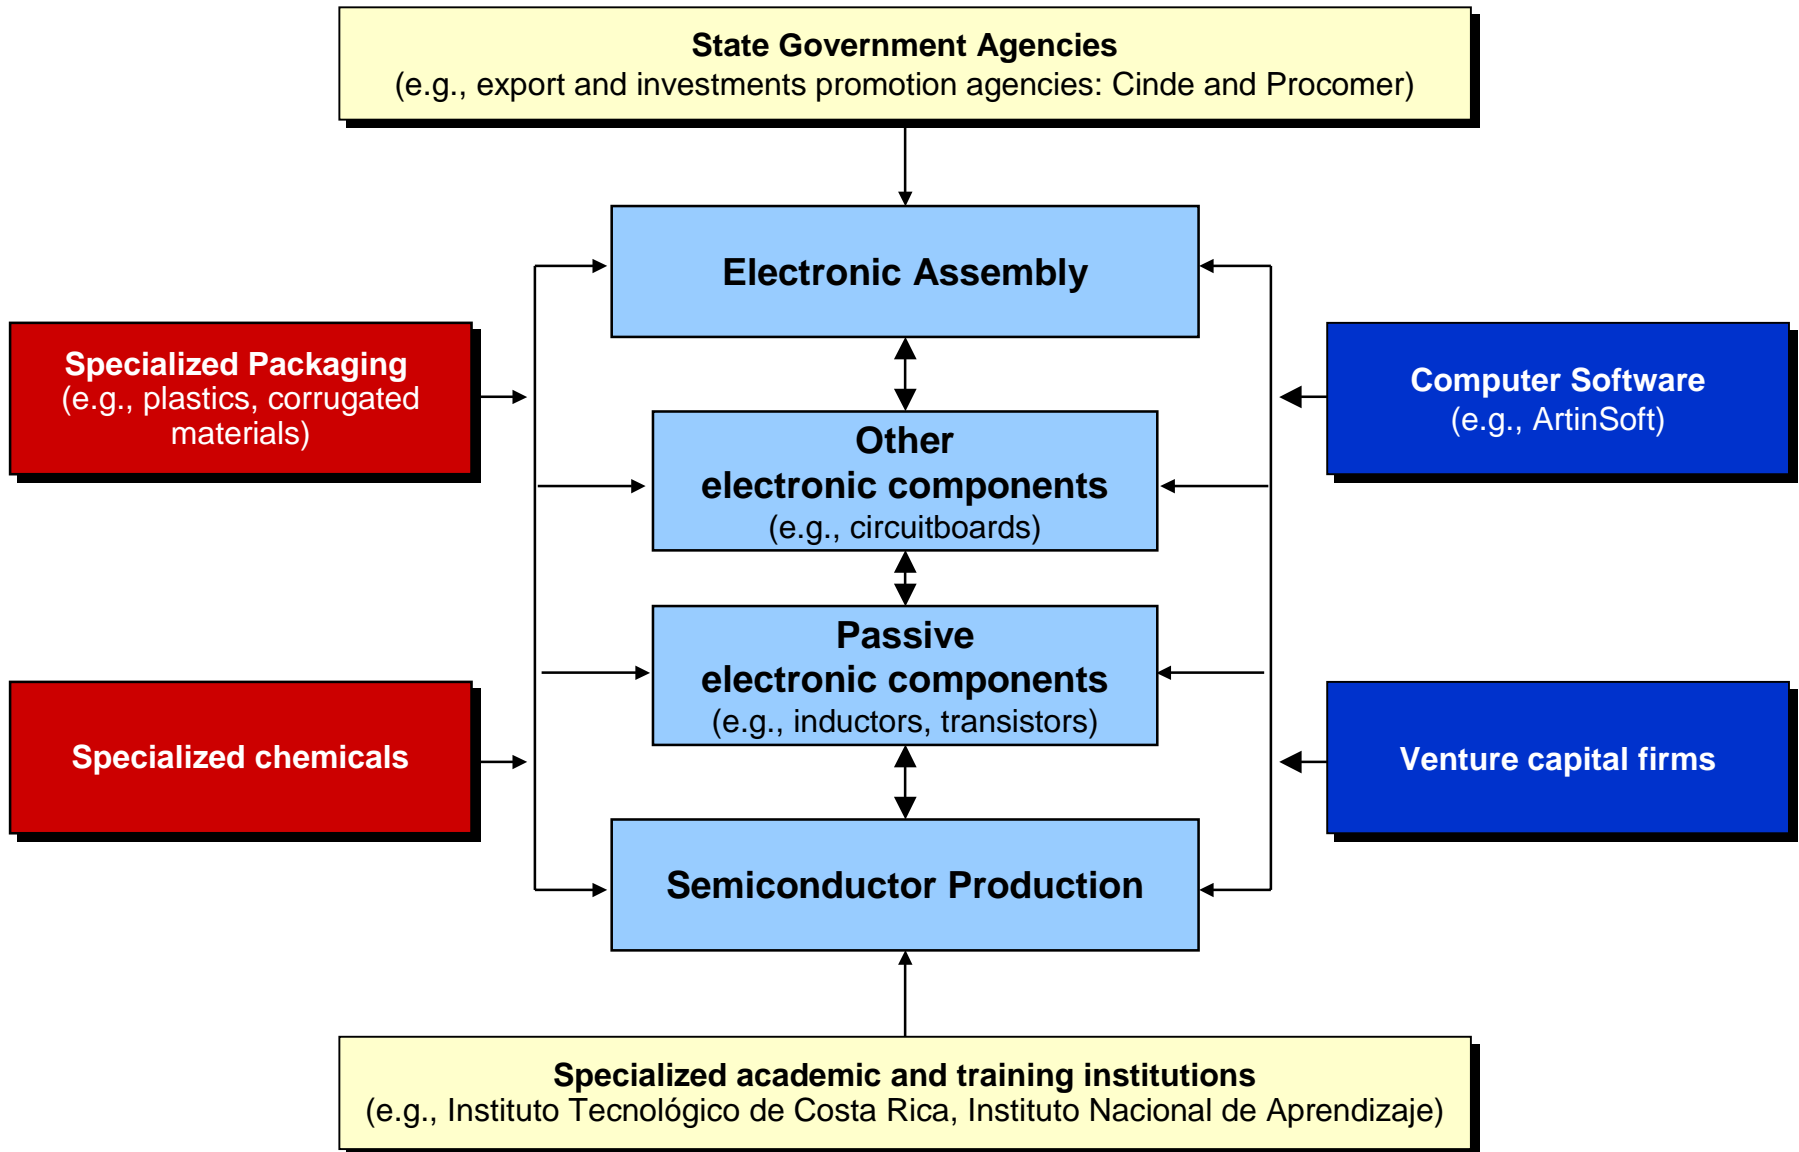 State Government Agencies
(e.g., export and investments promotion agencies: Cinde and Procomer)
Electronic Assembly
Specialized Packaging
(e.g., plastics, corrugated
materials)
Computer Software
(e.g., ArtinSoft)
Other
electronic components
(e.g., circuitboards)
Passive
electronic components
(e.g., inductors, transistors)
Specialized chemicals
Venture capital firms
Semiconductor Production
Specialized academic and training institutions
(e.g., Instituto Tecnológico de Costa Rica, Instituto Nacional de Aprendizaje)